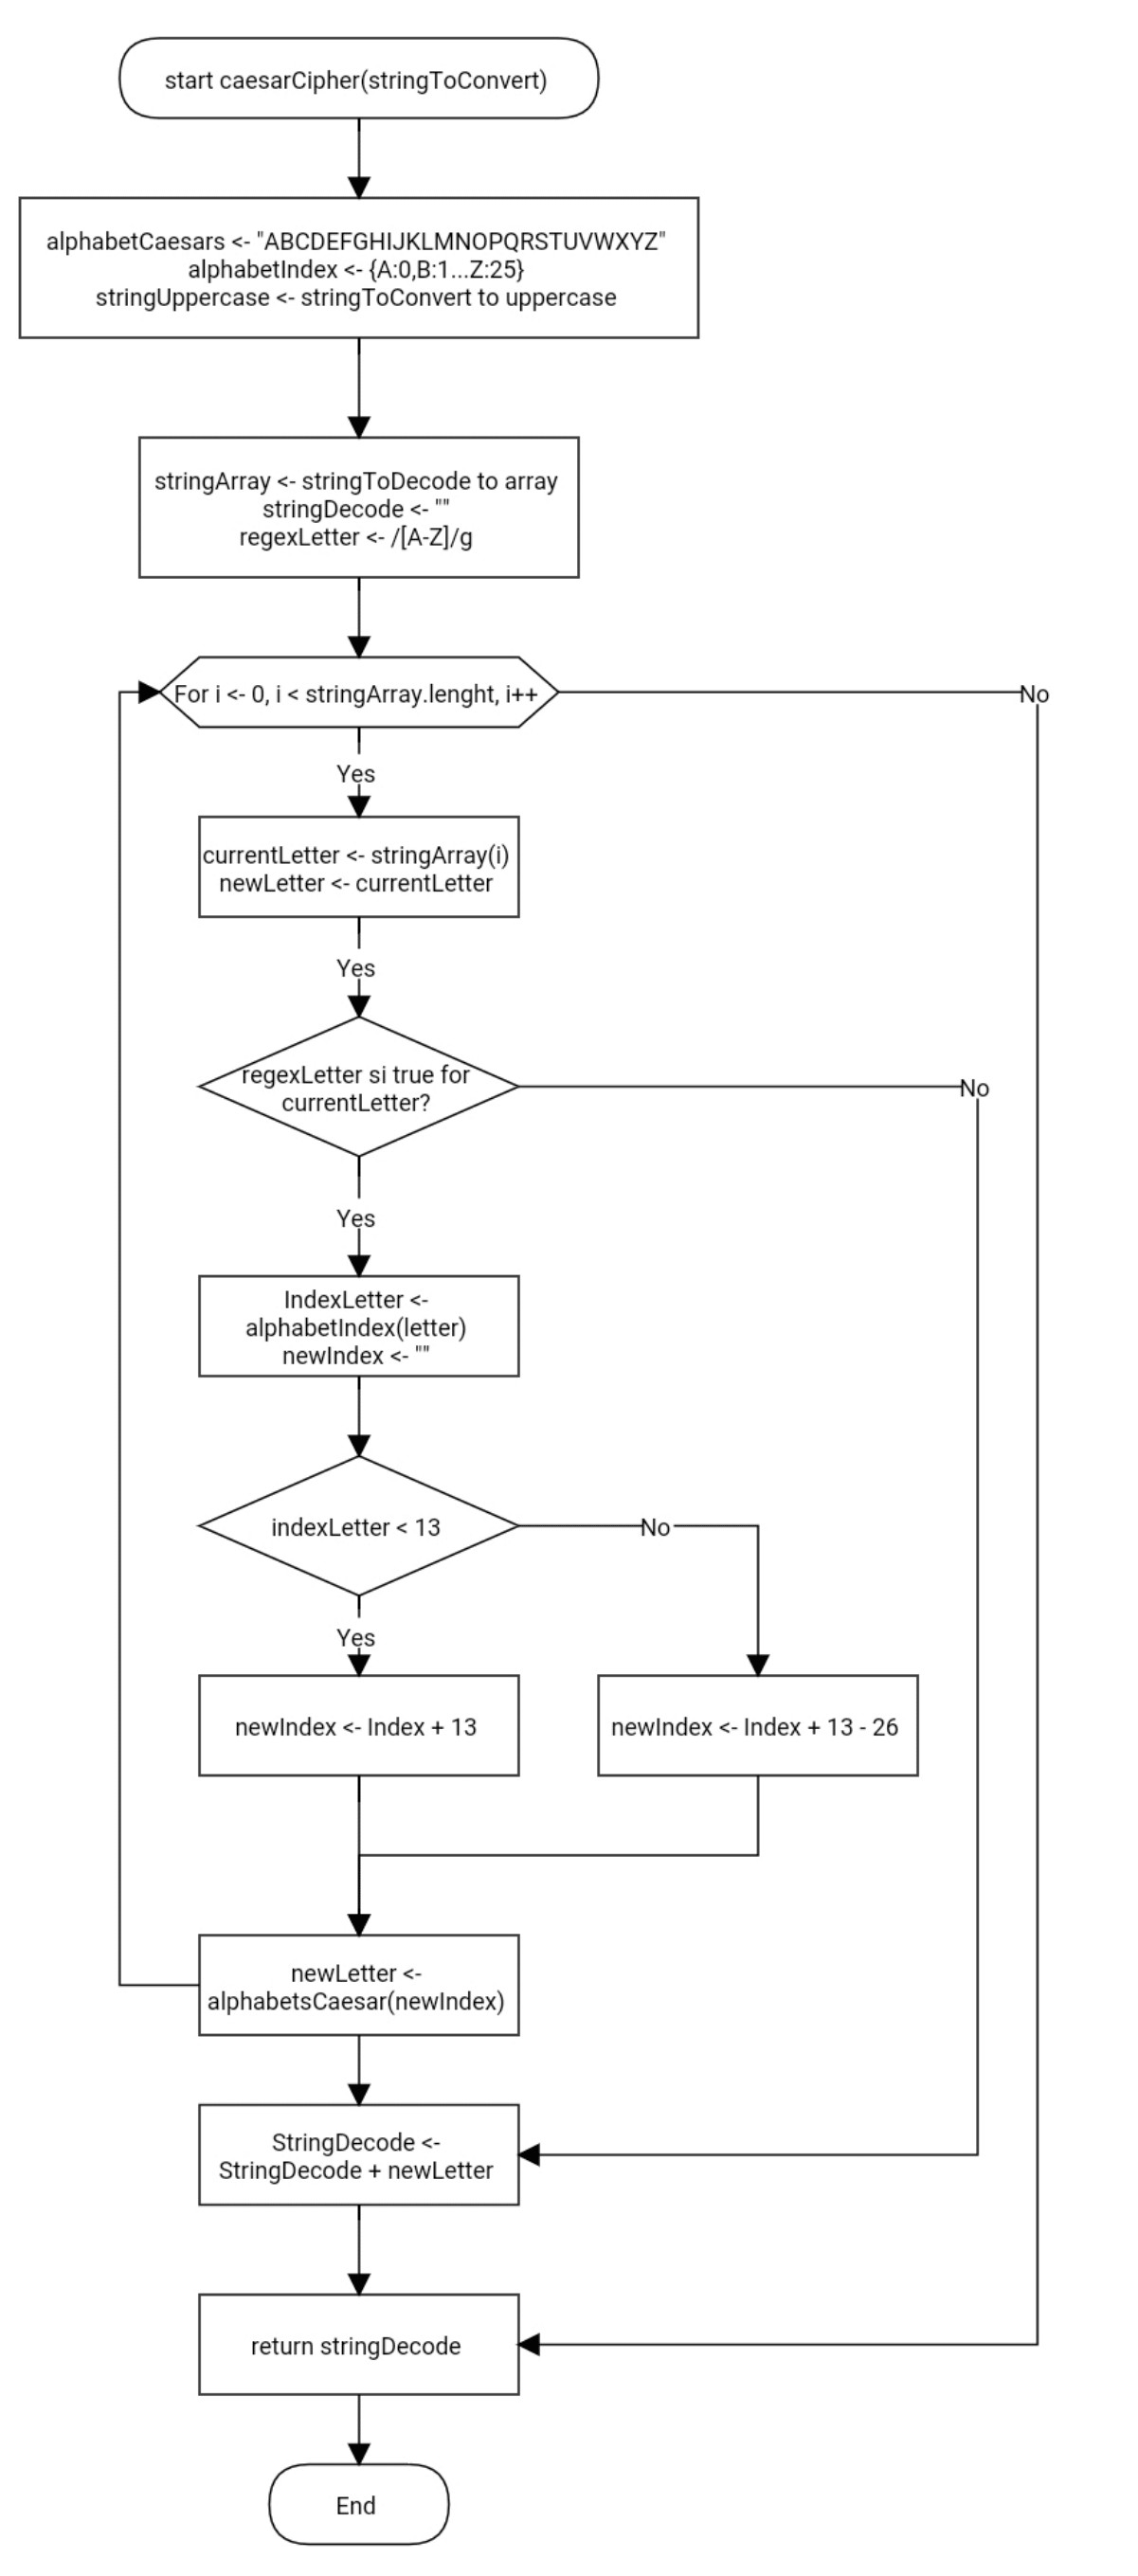 start caesarCipher(stringToConvert)
alphabetCaesars <- "ABCDEFGHIJKLMNOPQRSTUVWXYZ"
alphabetIndex <- {A:0,B:1...Z:25}
stringUppercase <- stringToConvert to uppercase
stringArray <- stringToDecode to array
stringDecode <- ""
regexLetter <- /[A-Z]/g
For i <- 0, i < stringArray.lenght, i++
No
Yes
currentLetter <- stringArray(i)
newLetter <- currentLetter
Yes
regexLetter si true for
currentLetter?
No
Yes
IndexLetter <-
alphabetIndex(letter)
newIndex <- ""
indexLetter < 13
No
Yes
newIndex <- Index + 13
newIndex <- Index + 13 - 26
newLetter <-
alphabetsCaesar(newIndex)
StringDecode <-
StringDecode + newLetter
return stringDecode
End